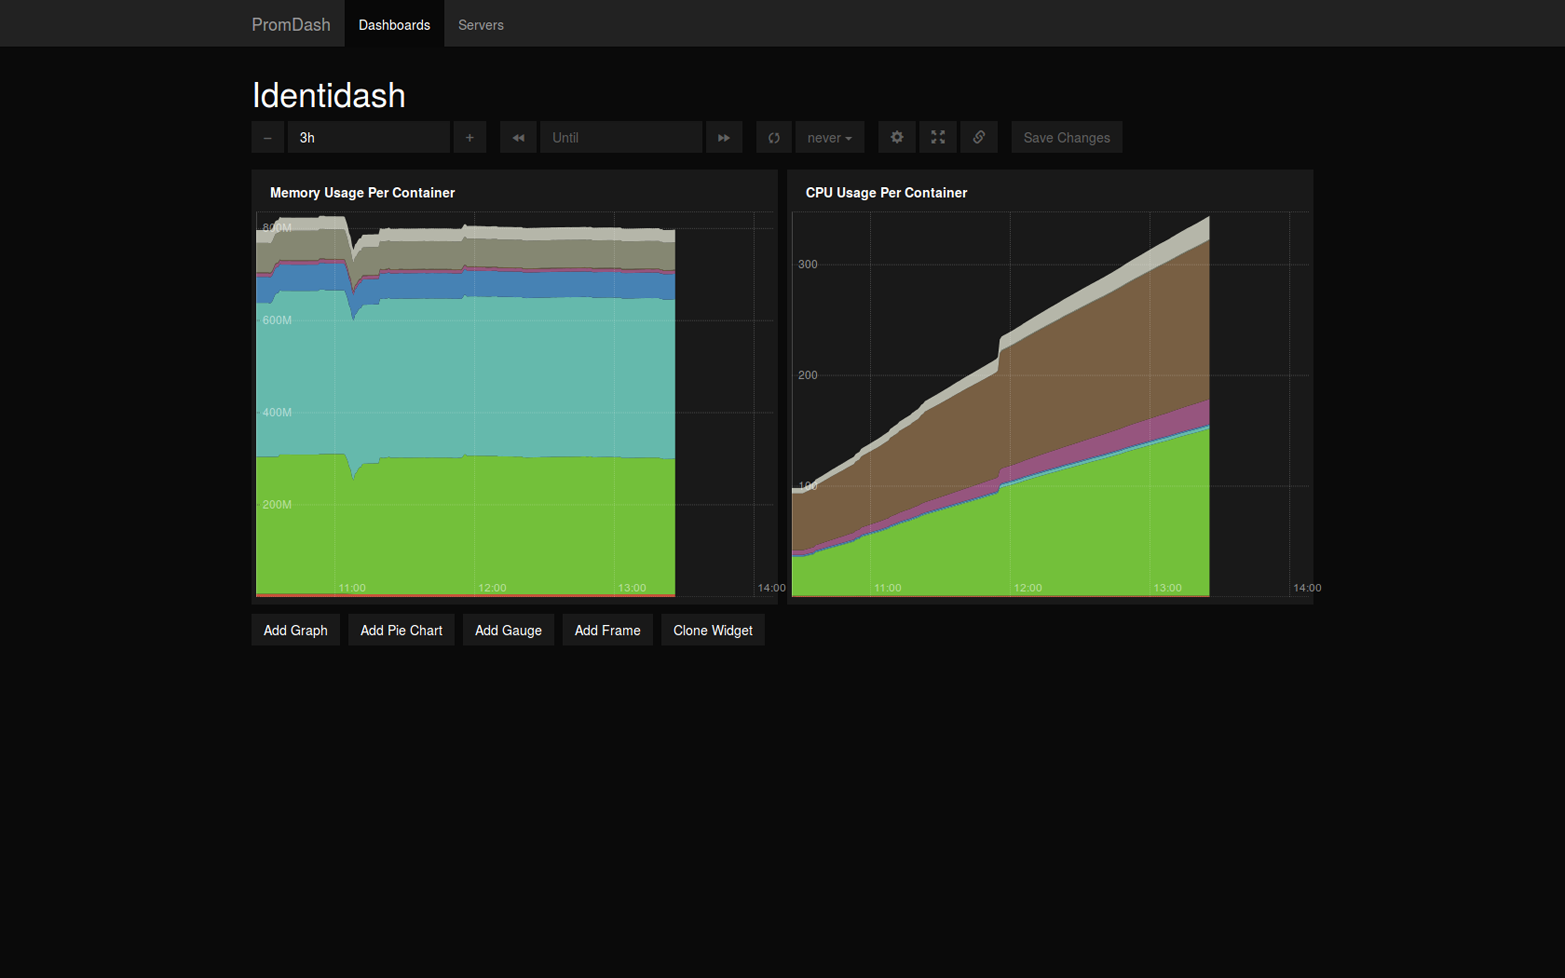 PromDash Dashboards Servers
Identidash
− 3h + Until never Save Changes
Memory Usage Per Container
800M
600M
400M
200M
11:00 12:00 13:00 14:00
CPU Usage Per Container
300
200
100
11:00 12:00 13:00 14:00
Add Graph Add Pie Chart Add Gauge Add Frame Clone Widget